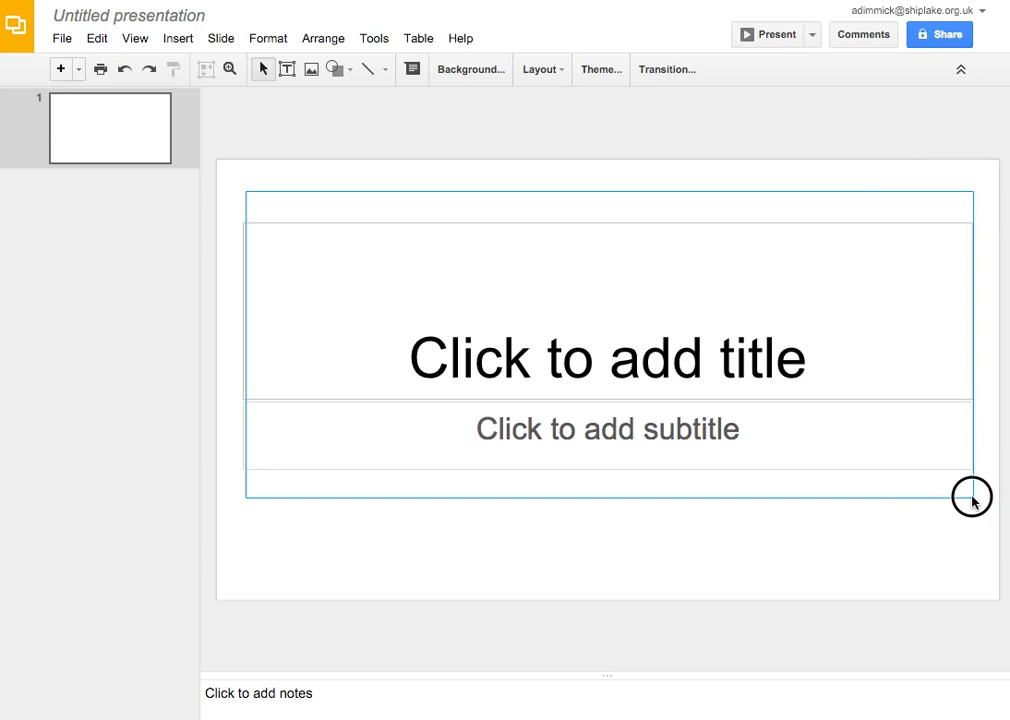 Untitled presentation
adimmick@shiplake.org.uk
File Edit View Insert Slide Format Arrange Tools Table Help
Present Comments Share
Background... Layout Theme... Transition...
1
Click to add title
Click to add subtitle
Click to add notes